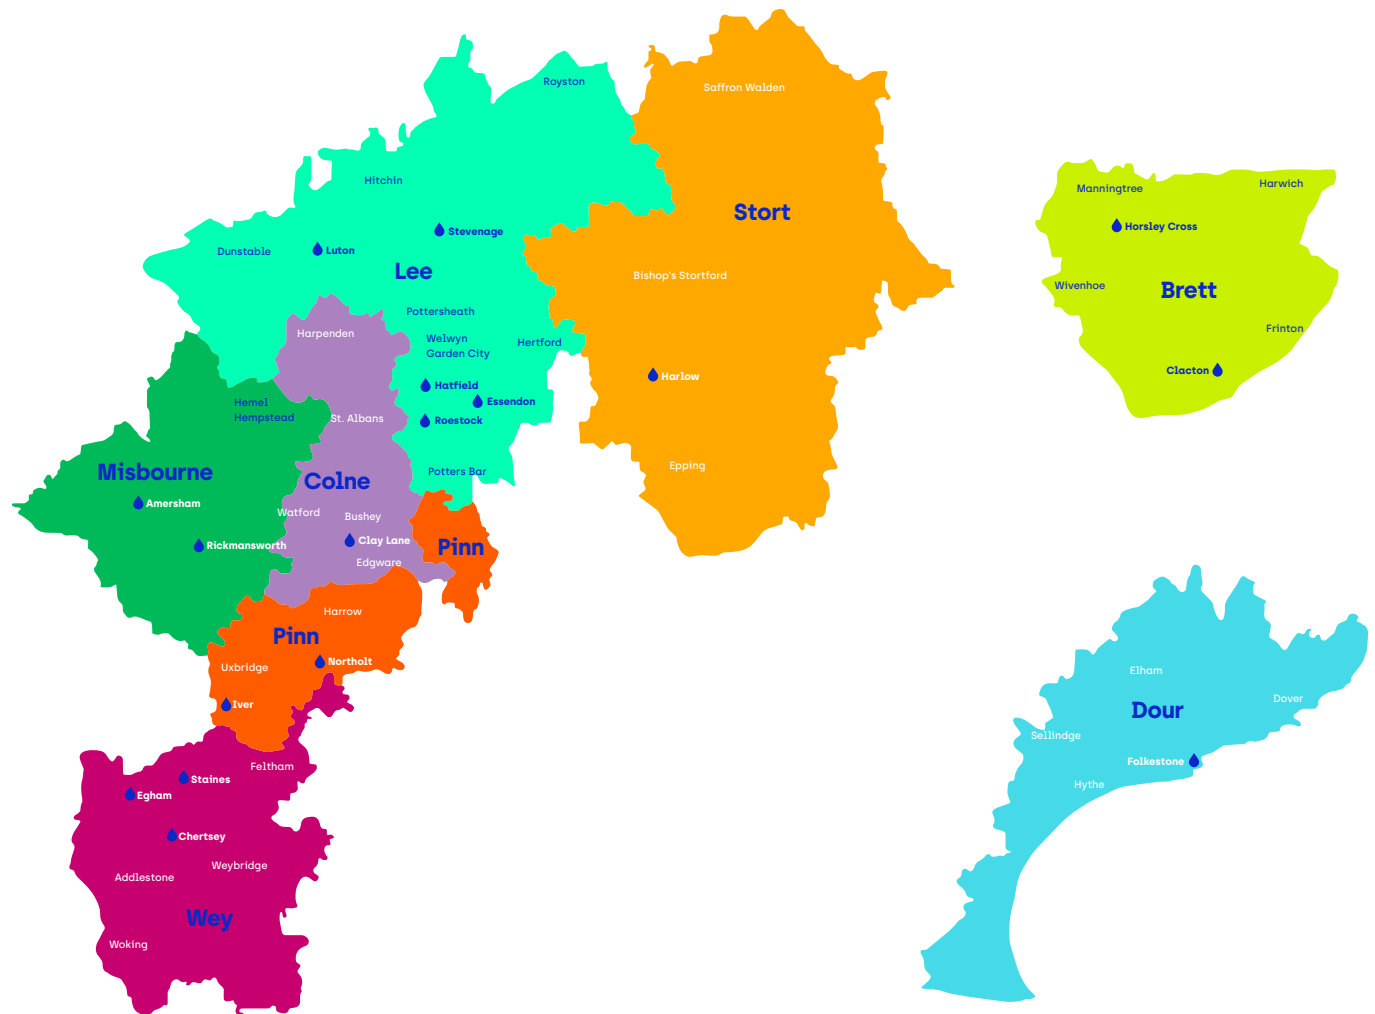 Royston
Saffron Walden
Hitchin
Manningtree
Harwich
Stort
Horsley Cross
Stevenage
Dunstable
Luton
Lee
Bishop's Stortford
Wivenhoe
Brett
Pottersheath
Harpenden
Frinton
Welwyn
Garden City
Hertford
Clacton
Harlow
Hatfield
Essendon
Hemel
Hempstead
St. Albans
Roestock
Epping
Misbourne
Potters Bar
Colne
Amersham
Watford
Bushey
Clay Lane
Rickmansworth
Pinn
Edgware
Harrow
Pinn
Northolt
Uxbridge
Elham
Iver
Dover
Dour
Sellindge
Folkestone
Feltham
Staines
Hythe
Egham
Chertsey
Weybridge
Addlestone
Wey
Woking